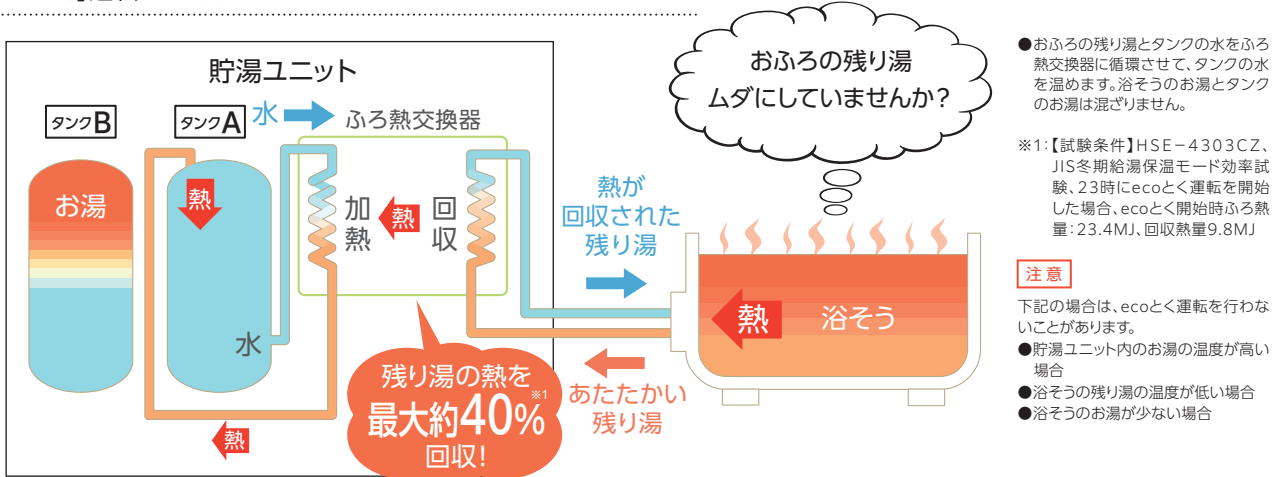 貯湯ユニット
タンクB
タンクA
水
ふろ熱交換器
お湯
熱
加熱
熱
回収
水
熱
残り湯の熱を
最大約40%※1
回収!
熱が
回収された
残り湯
あたたかい
残り湯
おふろの残り湯
ムダにしていませんか?
熱
浴そう
●おふろの残り湯とタンクの水をふろ
熱交換器に循環させて、タンクの水
を温めます。浴そうのお湯とタンク
のお湯は混ざりません。
※1:【試験条件】HSE−4303CZ、
JIS冬期給湯保温モード効率試
験、23時にecoとく運転を開始
した場合、ecoとく開始時ふろ熱
量:23.4MJ、回収熱量9.8MJ
注意
下記の場合は、ecoとく運転を行わな
いことがあります。
●貯湯ユニット内のお湯の温度が高い
場合
●浴そうの残り湯の温度が低い場合
●浴そうのお湯が少ない場合